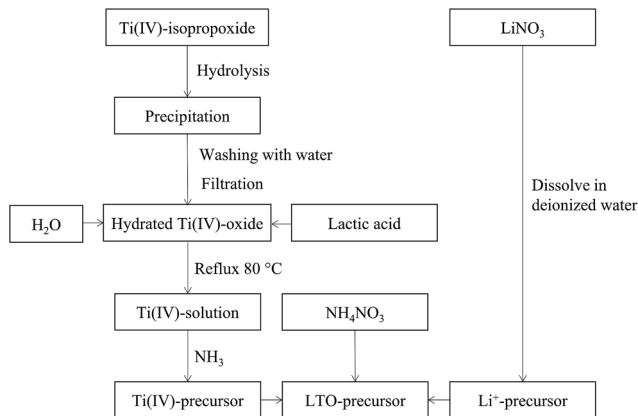 Ti(IV)-isopropoxide
LiNO₃
Hydrolysis
Precipitation
Washing with water
Filtration
Dissolve in
deionized water
H₂O
Hydrated Ti(IV)-oxide
Lactic acid
Reflux 80 °C
Ti(IV)-solution
NH₄NO₃
NH₃
Ti(IV)-precursor
LTO-precursor
Li⁺-precursor